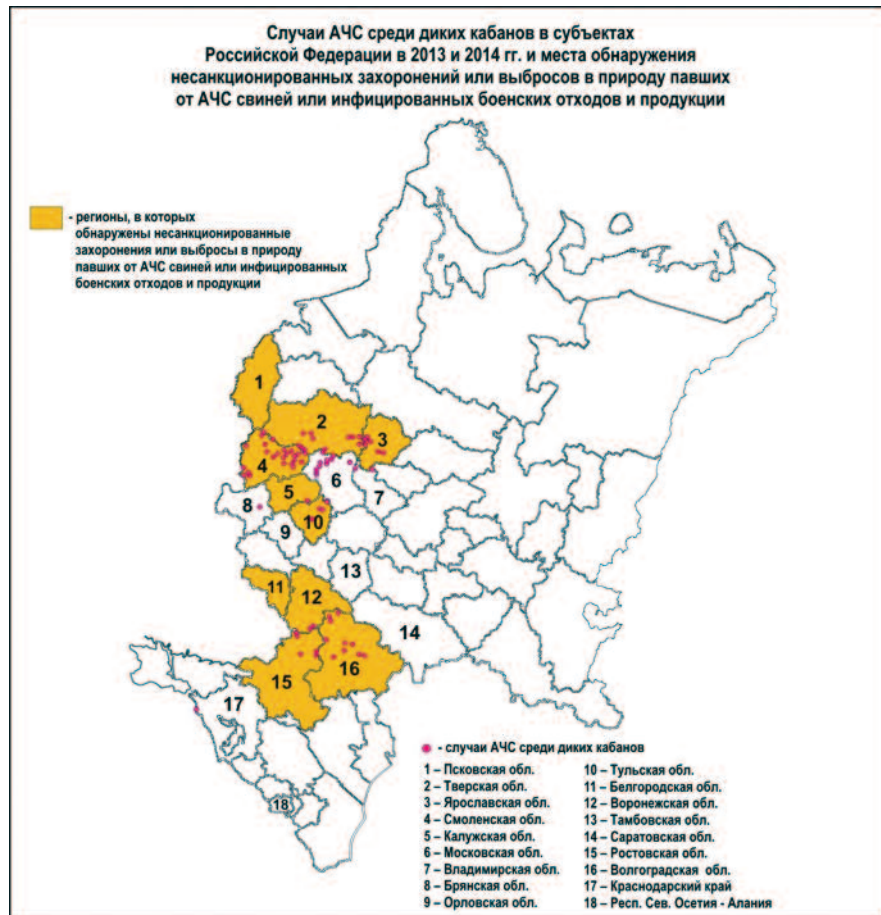 Случаи АЧС среди диких кабанов в субъектах
Российской Федерации в 2013 и 2014 гг. и места обнаружения
несанкционированных захоронений или выбросов в природу павших
от АЧС свиней или инфицированных боенских отходов и продукции
- регионы, в которых
обнаружены несанкционированные
захоронения или выбросы в природу
павших от АЧС свиней или инфицированных
боенских отходов и продукции
1
2
3
4
5
6
7
8
9
10
11
12
13
14
15
16
17
18
- случаи АЧС среди диких кабанов
1 – Псковская обл.
2 – Тверская обл.
3 – Ярославская обл.
4 – Смоленская обл.
5 – Калужская обл.
6 – Московская обл.
7 – Владимирская обл.
8 – Брянская обл.
9 – Орловская обл.
10 – Тульская обл.
11 – Белгородская обл.
12 – Воронежская обл.
13 – Тамбовская обл.
14 – Саратовская обл.
15 – Ростовская обл.
16 – Волгоградская обл.
17 – Краснодарский край
18 – Респ. Сев. Осетия - Алания